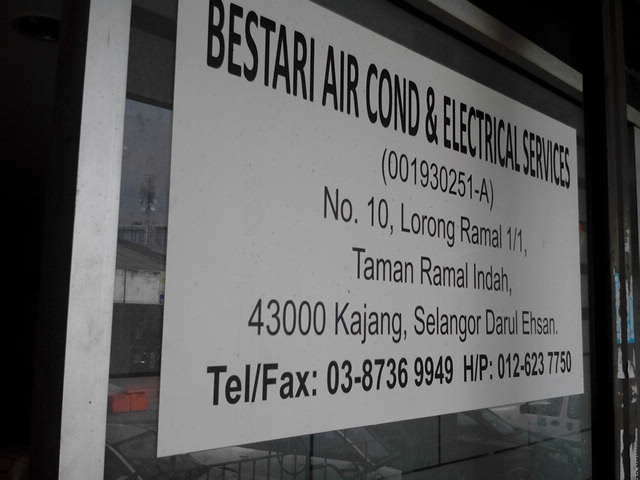 BESTARI AIR COND & ELECTRICAL SERVICES
(001930251-A)
No. 10, Lorong Ramal 1/1,
Taman Ramal Indah,
43000 Kajang, Selangor Darul Ehsan.
Tel/Fax: 03-8736 9949 H/P: 012-623 7750